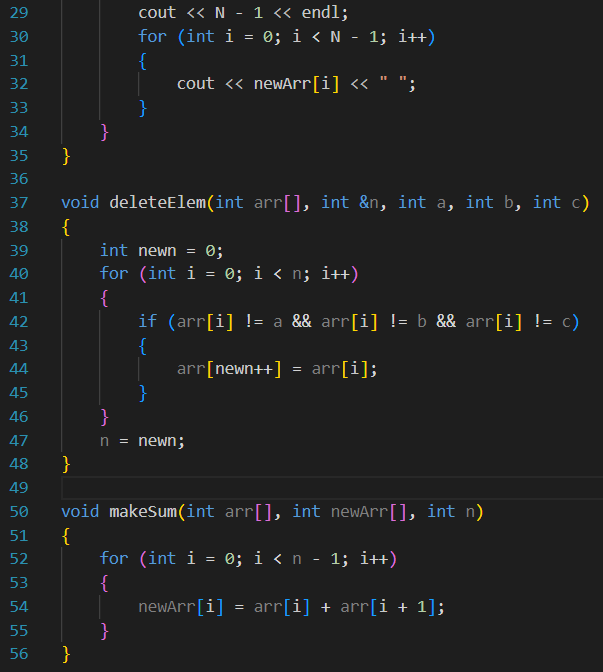 29 cout << N - 1 << endl;
30 for (int i = 0; i < N - 1; i++)
31 {
32 cout << newArr[i] << " ";
33 }
34 }
35 }
36
37 void deleteElem(int arr[], int &n, int a, int b, int c)
38 {
39 int newn = 0;
40 for (int i = 0; i < n; i++)
41 {
42 if (arr[i] != a && arr[i] != b && arr[i] != c)
43 {
44 arr[newn++] = arr[i];
45 }
46 }
47 n = newn;
48 }
49
50 void makeSum(int arr[], int newArr[], int n)
51 {
52 for (int i = 0; i < n - 1; i++)
53 {
54 newArr[i] = arr[i] + arr[i + 1];
55 }
56 }